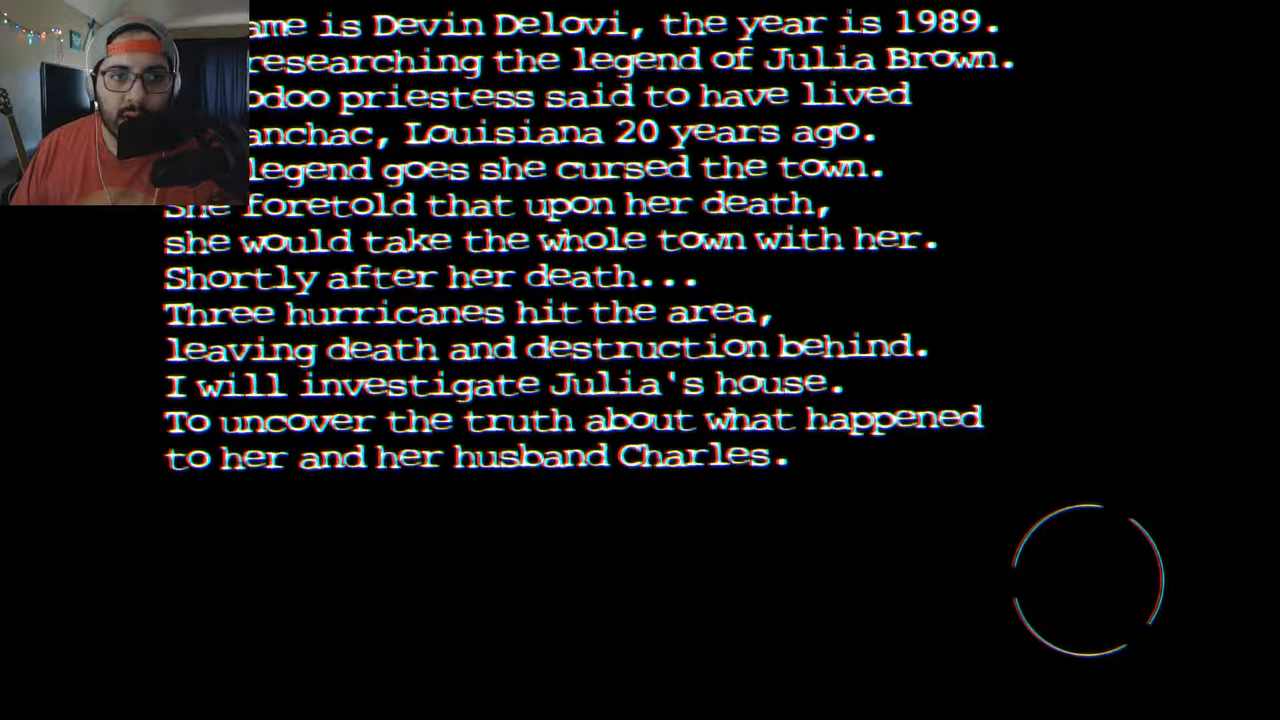 ame is Devin Delovi, the year is 1989.
researching the legend of Julia Brown.
odoo priestess said to have lived
anchac, Louisiana 20 years ago.
legend goes she cursed the town.
She foretold that upon her death,
she would take the whole town with her.
Shortly after her death...
Three hurricanes hit the area,
leaving death and destruction behind.
I will investigate Julia's house.
To uncover the truth about what happened
to her and her husband Charles.